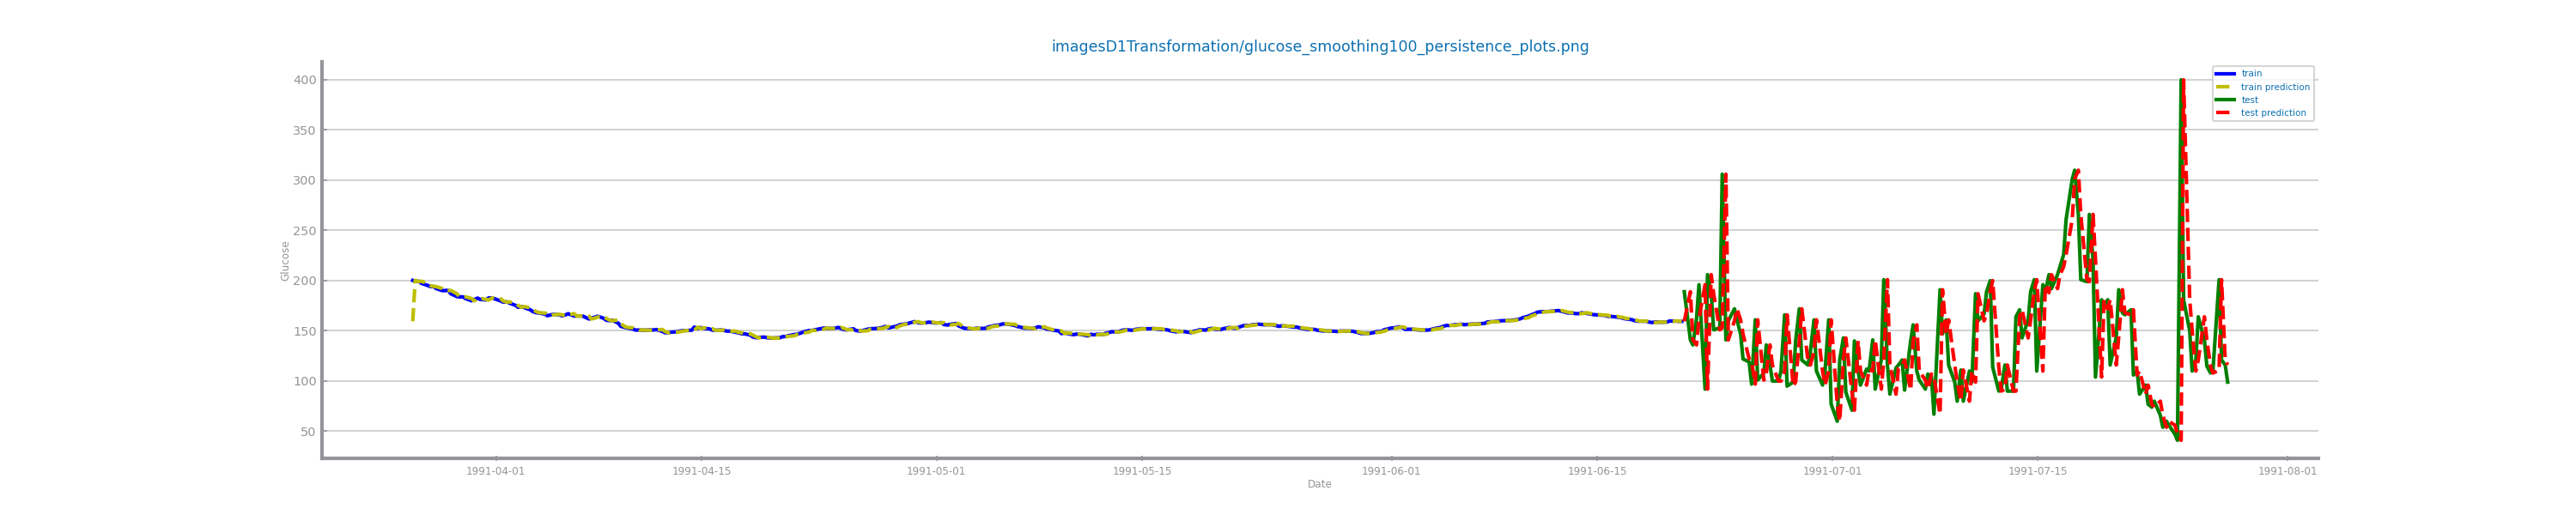 imagesD1Transformation/glucose_smoothing100_persistence_plots.png
train
train prediction
test
test prediction
400
350
300
250
200
150
100
50
Glucose
1991-04-01
1991-04-15
1991-05-01
1991-05-15
1991-06-01
1991-06-15
1991-07-01
1991-07-15
1991-08-01
Date